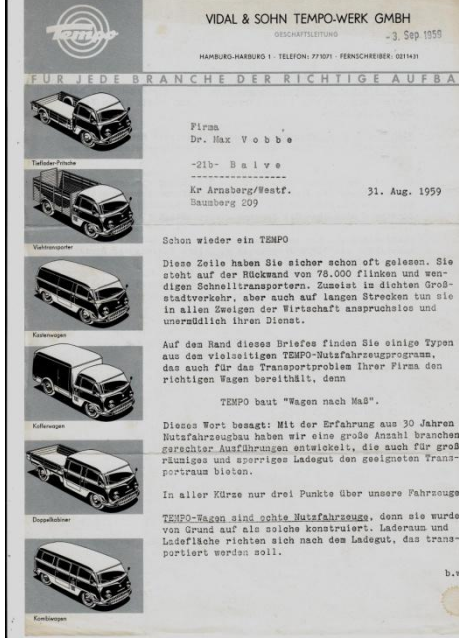 Tempo
VIDAL & SOHN TEMPO-WERK GMBH
GESCHÄFTSLEITUNG
-3. Sep. 1959
HAMBURG-HARBURG 1 · TELEFON: 771071 · FERNSCHREIBER: 0211431
FÜR JEDE BRANCHE DER RICHTIGE AUFBA
Firma
Dr. Max Vobbe
-21b- Balve
Kr Arnsberg/Westf.
31. Aug. 1959
Baumberg 209
Tieflader-Pritsche
Viehtransporter
Kastenwagen
Kofferwagen
Doppelkabiner
Kombiwagen
Schon wieder ein TEMPO
Diese Zeile haben Sie sicher schon oft gelesen. Sie
steht auf der Rückwand von 78.000 flinken und wen-
digen Schnelltransportern. Zumeist im dichten Groß-
stadtverkehr, aber auch auf langen Strecken tun sie
in allen Zweigen der Wirtschaft anspruchslos und
unermüdlich ihren Dienst.
Auf dem Rand dieses Briefes finden Sie einige Typen
aus dem vielseitigen TEMPO-Nutzfahrzeugprogramm,
das auch für das Transportproblem Ihrer Firma den
richtigen Wagen bereithält, denn
TEMPO baut "Wagen nach Maß".
Dieses Wort besagt: Mit der Erfahrung aus 30 Jahren
Nutzfahrzeugbau haben wir eine große Anzahl branchen
gerechter Ausführungen entwickelt, die auch für groß
räumiges und sperriges Ladegut den geeigneten Trans-
portraum bieten.
In aller Kürze nur drei Punkte über unsere Fahrzeuge
TEMPO-Wagen sind echte Nutzfahrzeuge, denn sie wurde
von Grund auf als solche konstruiert. Laderaum und
Ladefläche richten sich nach dem Ladegut, das trans-
portiert werden soll.
b.w